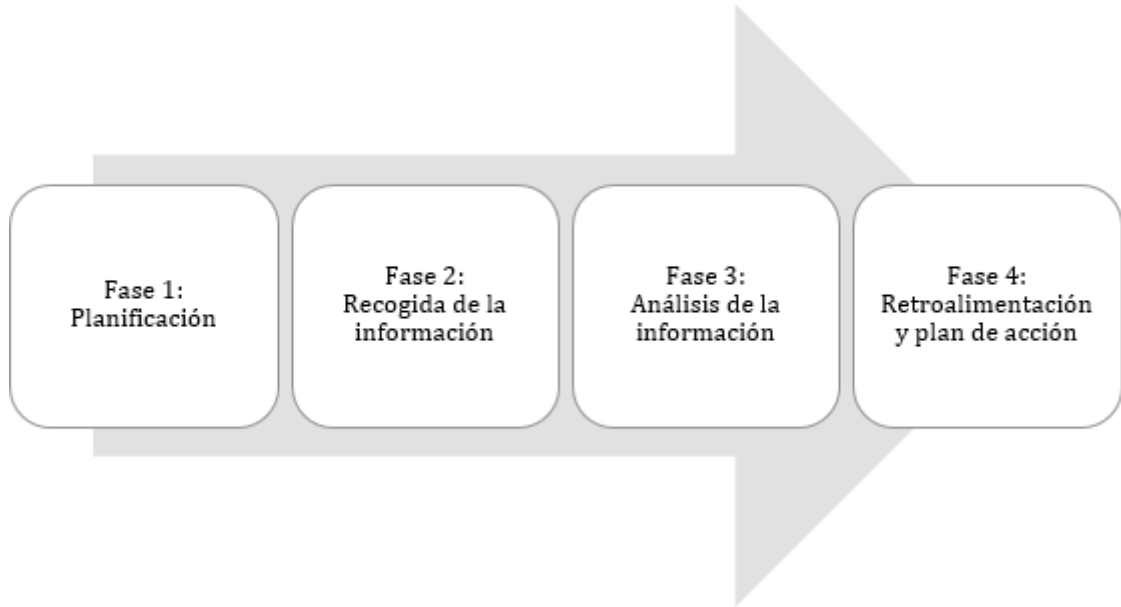 Fase 1:
Planificación
Fase 2:
Recogida de la
información
Fase 3:
Análisis de la
información
Fase 4:
Retroalimentación
y plan de acción